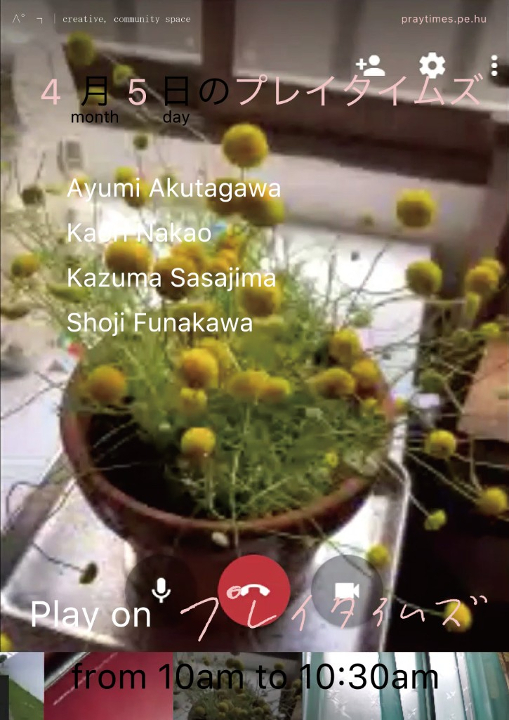 creative, community space
praytimes.pe.hu
4月5日のプレイタイムズ
month day
Ayumi Akutagawa
Nakao
Kazuma Sasajima
Shoji Funakawa
Play on プレイタイムズ
from 10am to 10:30am